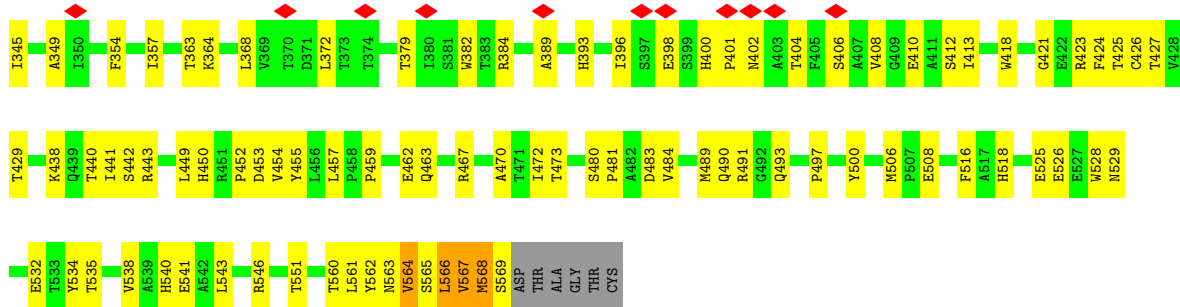 I345 A349 I350 F354 I357 T363 K364 L368 V369 T370 D371 L372 T373 T374 T379 I380 S381 W382 T383 R384 A389 H393 I396 S397 E398 S399 H400 P401 N402 A403 T404 F405 S406 A407 V408 G409 E410 A411 S412 I413 W418 G421 E422 R423 F424 T425 C426 T427 V428
T429 K438 Q439 T440 I441 S442 R443 L449 H450 R451 P452 D453 V454 Y455 L456 L457 P458 P459 E462 Q463 R467 A470 T471 I472 T473 S480 P481 A482 D483 V484 M489 Q490 R491 G492 Q493 P497 Y500 M506 P507 E508 F516 A517 H518 E525 E526 E527 W528 N529
E532 T533 Y534 T535 V538 A539 H540 E541 A542 L543 R546 T551 T560 L561 Y562 N563 V564 S565 L566 V567 M568 S569 ASP THR ALA GLY THR CYS